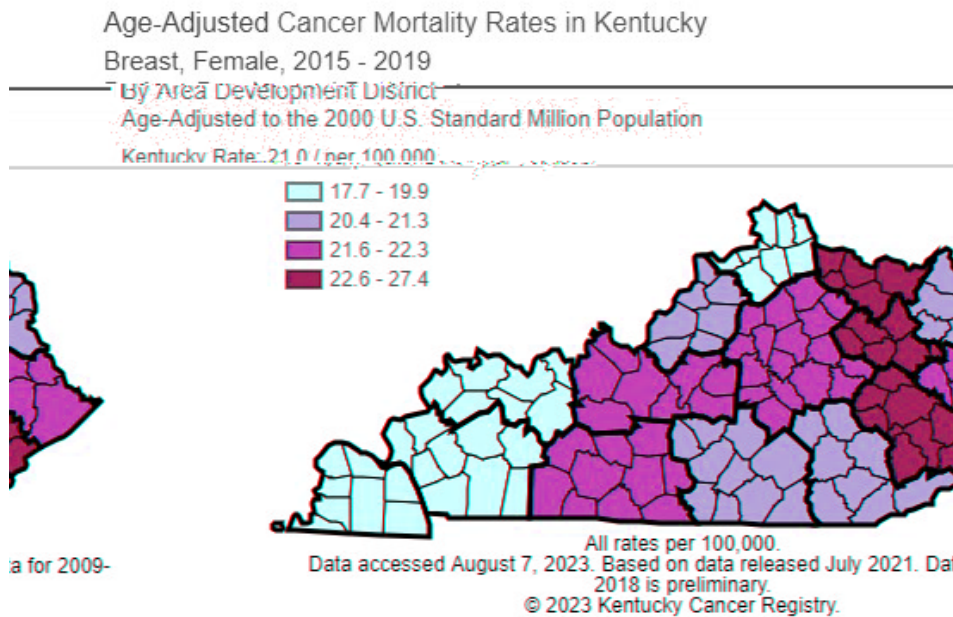 Age-Adjusted Cancer Mortality Rates in Kentucky
Breast, Female, 2015 - 2019
By Area Development District
Age-Adjusted to the 2000 U.S. Standard Million Population
Kentucky Rate: 21.0 / per 100,000
17.7 - 19.9
20.4 - 21.3
21.6 - 22.3
22.6 - 27.4
All rates per 100,000.
a for 2009-
Data accessed August 7, 2023. Based on data released July 2021. Dat
2018 is preliminary.
© 2023 Kentucky Cancer Registry.